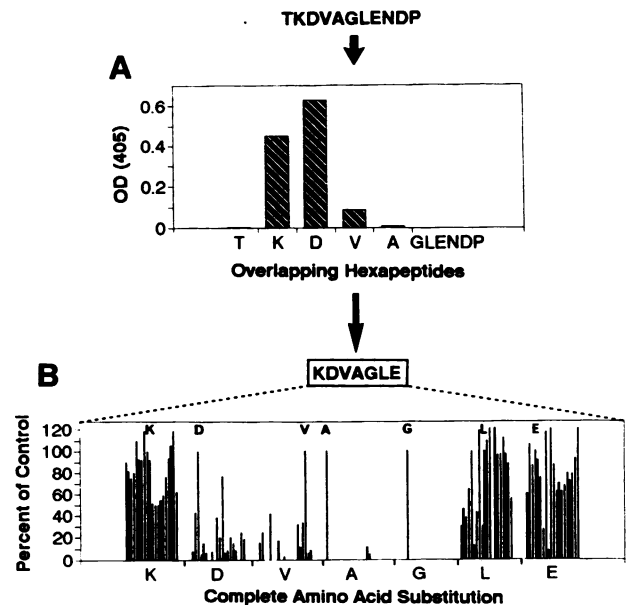 TKDVAGLENDP
A
OD (405)
0.6
0.4
0.2
0
T K D V A GLENDP
Overlapping Hexapeptides
KDVAGLE
B
Percent of Control
120
100
80
60
40
20
0
K D V A G L E
K D V A G L E
Complete Amino Acid Substitution